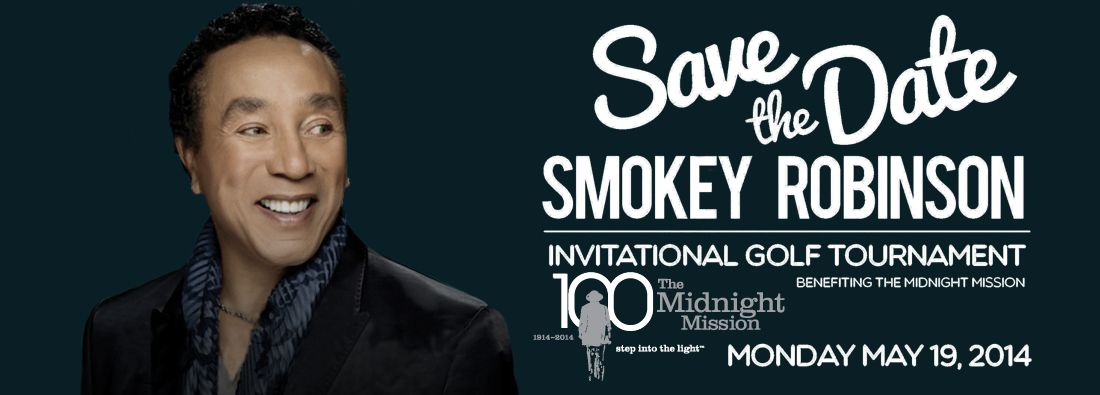 Save
the Date
SMOKEY ROBINSON
INVITATIONAL GOLF TOURNAMENT
BENEFITING THE MIDNIGHT MISSION
100
The
Midnight
Mission
1914-2014
step into the light™
MONDAY MAY 19, 2014